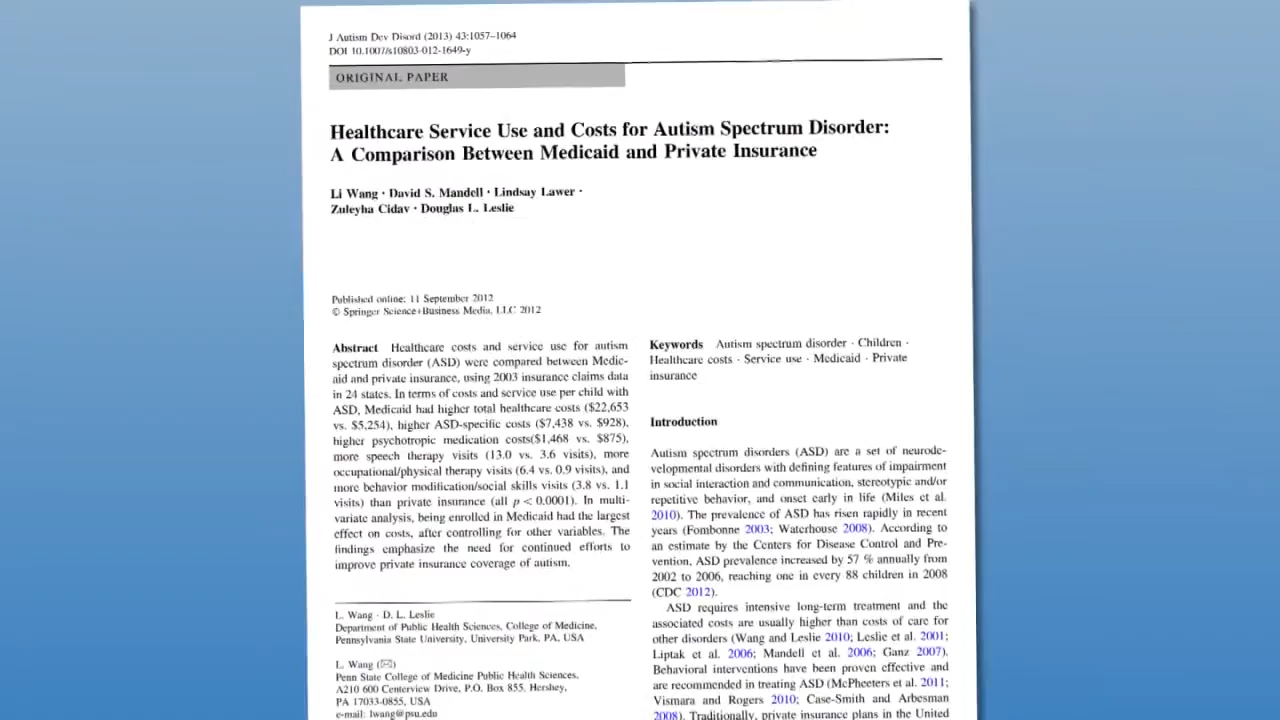 J Autism Dev Disord (2013) 43:1057–1064
DOI 10.1007/s10803-012-1649-y
ORIGINAL PAPER
Healthcare Service Use and Costs for Autism Spectrum Disorder:
A Comparison Between Medicaid and Private Insurance
Li Wang · David S. Mandell · Lindsay Lawer ·
Zuleyha Cidav · Douglas L. Leslie
Published online: 11 September 2012
© Springer Science+Business Media, LLC 2012
Abstract Healthcare costs and service use for autism
spectrum disorder (ASD) were compared between Medic-
aid and private insurance, using 2003 insurance claims data
in 24 states. In terms of costs and service use per child with
ASD, Medicaid had higher total healthcare costs ($22,653
vs. $5,254), higher ASD-specific costs ($7,438 vs. $928),
higher psychotropic medication costs($1,468 vs. $875),
more speech therapy visits (13.0 vs. 3.6 visits), more
occupational/physical therapy visits (6.4 vs. 0.9 visits), and
more behavior modification/social skills visits (3.8 vs. 1.1
visits) than private insurance (all p < 0.0001). In multi-
variate analysis, being enrolled in Medicaid had the largest
effect on costs, after controlling for other variables. The
findings emphasize the need for continued efforts to
improve private insurance coverage of autism.
L. Wang · D. L. Leslie
Department of Public Health Sciences, College of Medicine,
Pennsylvania State University, University Park, PA, USA
L. Wang (✉)
Penn State College of Medicine Public Health Sciences,
A210 600 Centerview Drive, P.O. Box 855, Hershey,
PA 17033-0855, USA
e-mail: lwang@psu.edu
Keywords Autism spectrum disorder · Children ·
Healthcare costs · Service use · Medicaid · Private
insurance
Introduction
Autism spectrum disorders (ASD) are a set of neurode-
velopmental disorders with defining features of impairment
in social interaction and communication, stereotypic and/or
repetitive behavior, and onset early in life (Miles et al.
2010). The prevalence of ASD has risen rapidly in recent
years (Fombonne 2003; Waterhouse 2008). According to
an estimate by the Centers for Disease Control and Pre-
vention, ASD prevalence increased by 57 % annually from
2002 to 2006, reaching one in every 88 children in 2008
(CDC 2012).
ASD requires intensive long-term treatment and the
associated costs are usually higher than costs of care for
other disorders (Wang and Leslie 2010; Leslie et al. 2001;
Liptak et al. 2006; Mandell et al. 2006; Ganz 2007).
Behavioral interventions have been proven effective and
are recommended in treating ASD (McPheeters et al. 2011;
Vismara and Rogers 2010; Case-Smith and Arbesman
2008). Traditionally, private insurance plans in the United